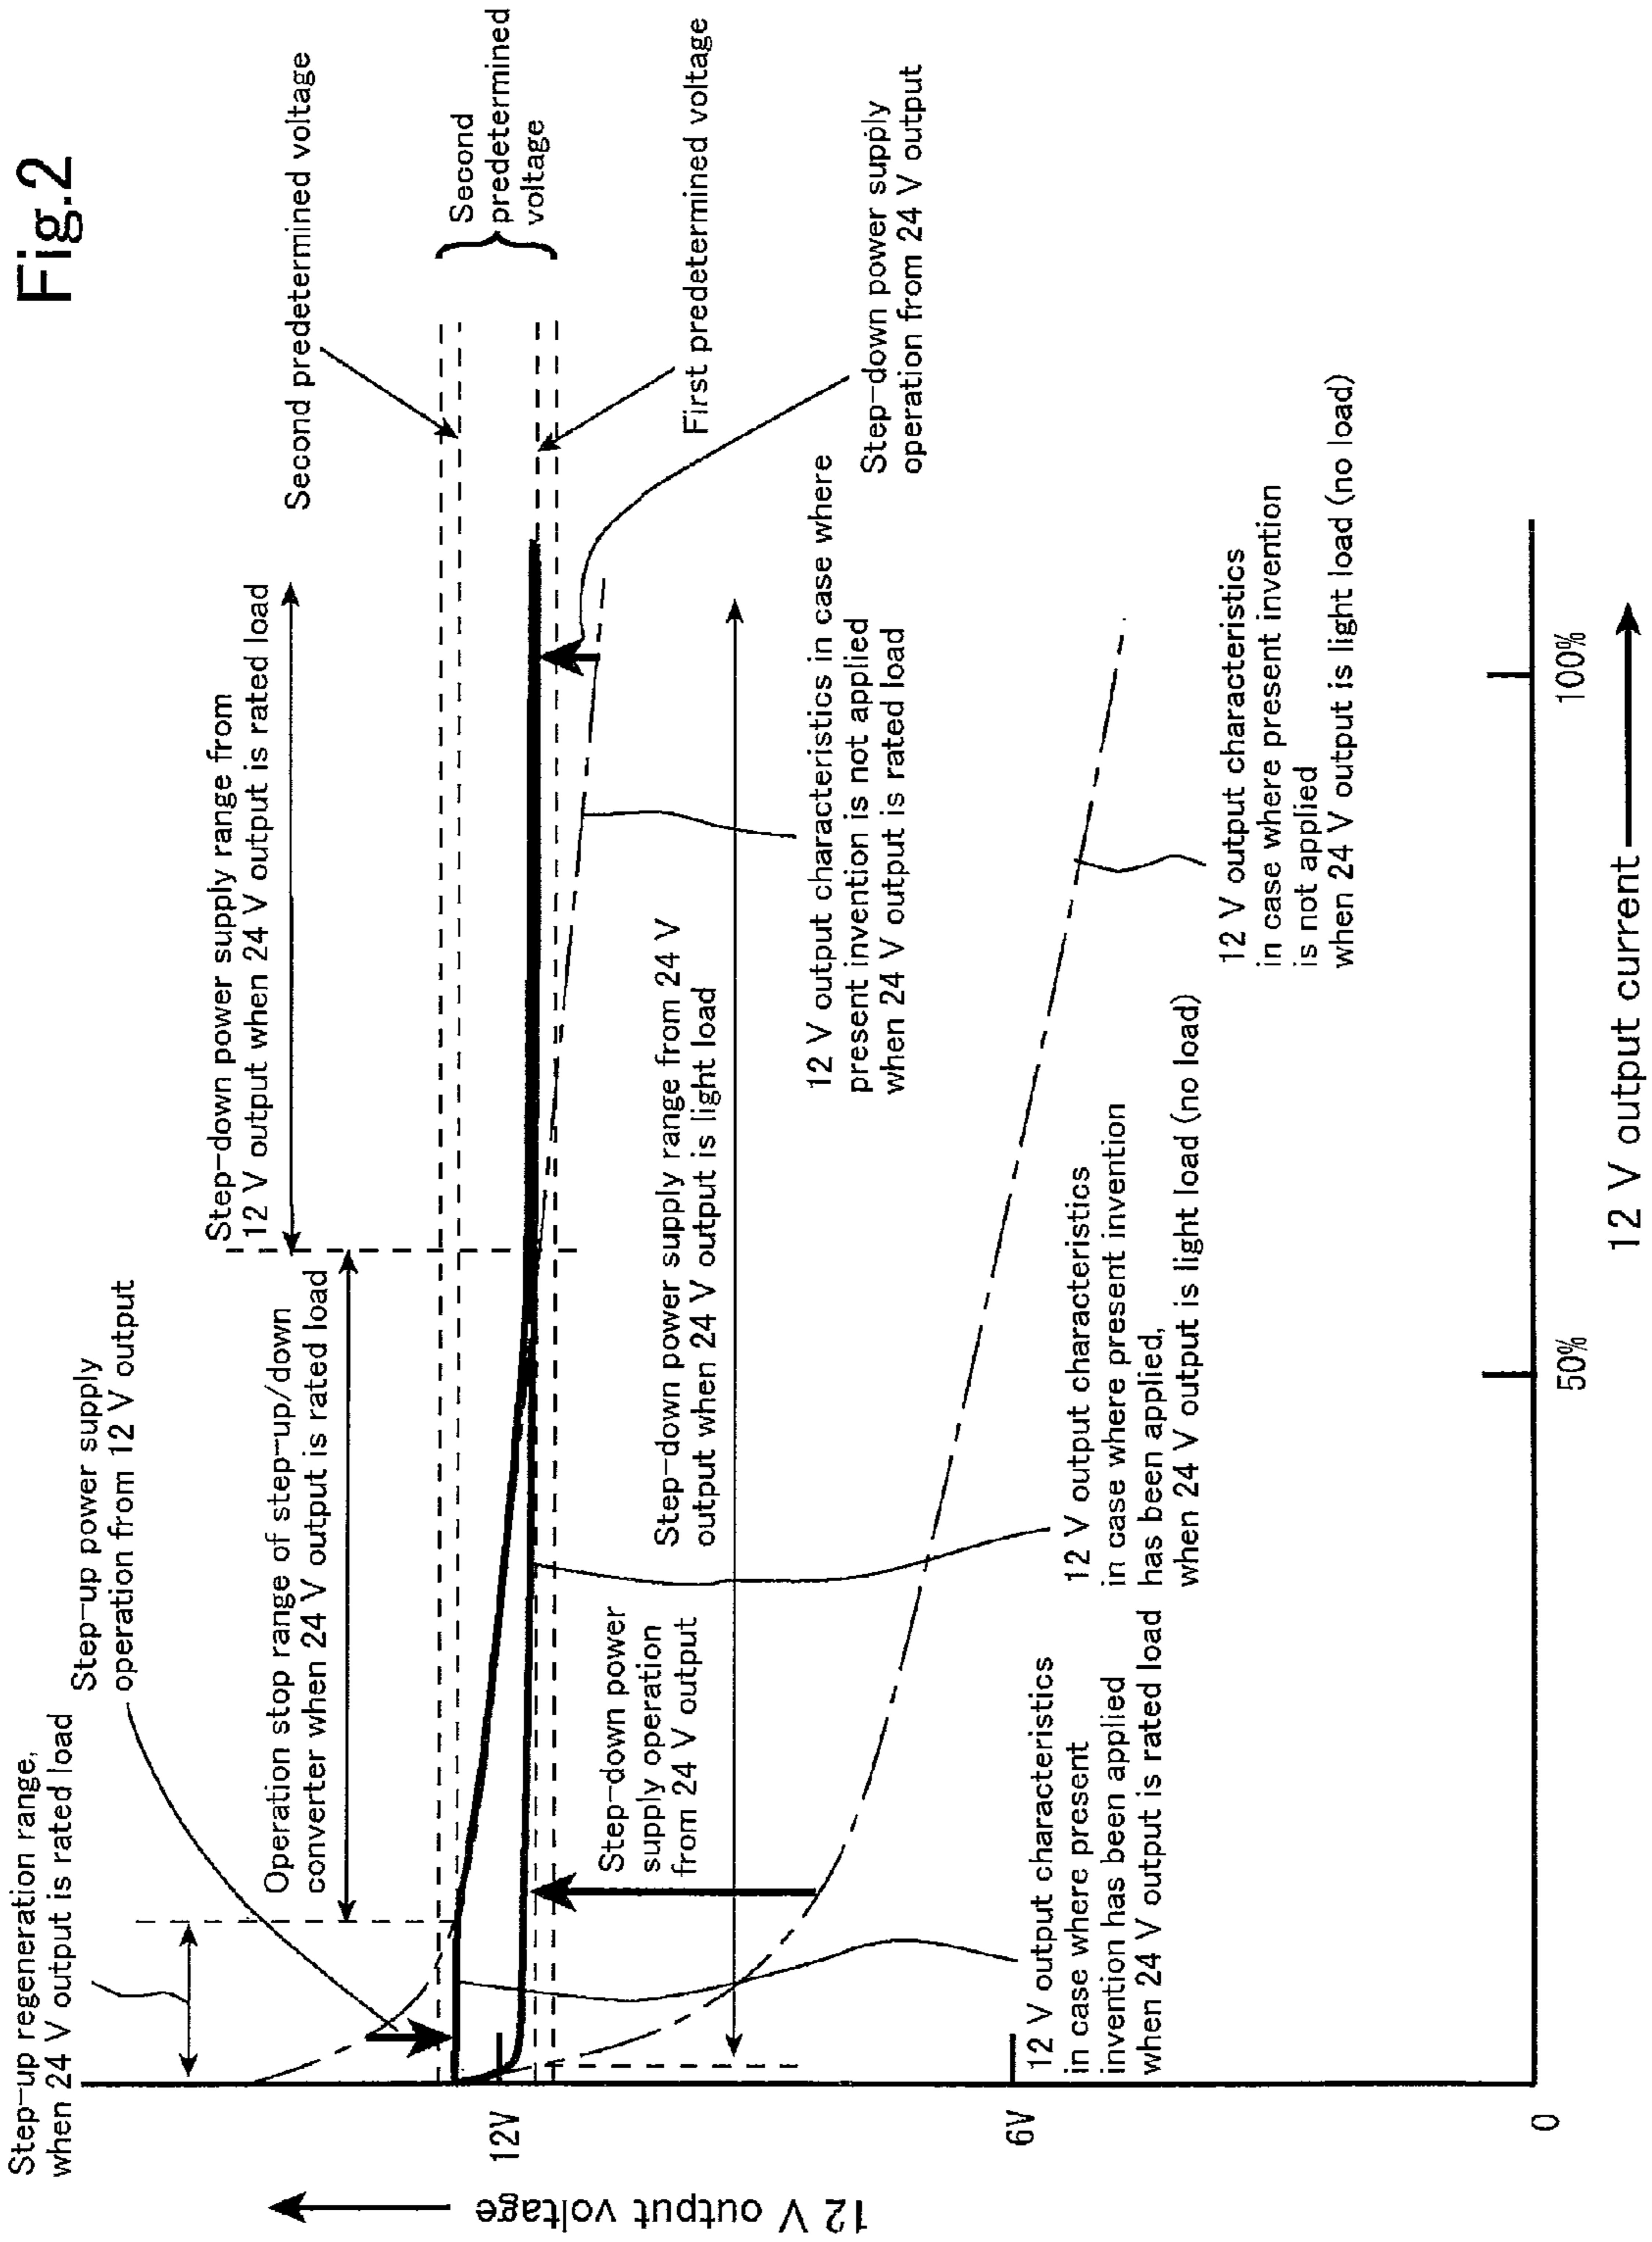 Fig.2
Step-up regeneration range,
when 24 V output is rated load
Step-up power supply
operation from 12 V output
Operation stop range of step-up/down
converter when 24 V output is rated load
Step-down power supply range from
12 V output when 24 V output is rated load
Second predetermined voltage
Second
predetermined
voltage
First predetermined voltage
Step-down power supply
operation from 24 V output
Step-down power
supply operation
from 24 V output
Step-down power supply range from 24 V
output when 24 V output is light load
12 V output characteristics in case where
present invention is not applied
when 24 V output is rated load
12 V output characteristics
in case where present
invention has been applied
when 24 V output is rated load
12 V output characteristics
in case where present invention
has been applied,
when 24 V output is light load (no load)
12 V output characteristics
in case where present invention
is not applied
when 24 V output is light load (no load)
12 V output voltage
12V
6V
0
50%
100%
12 V output current